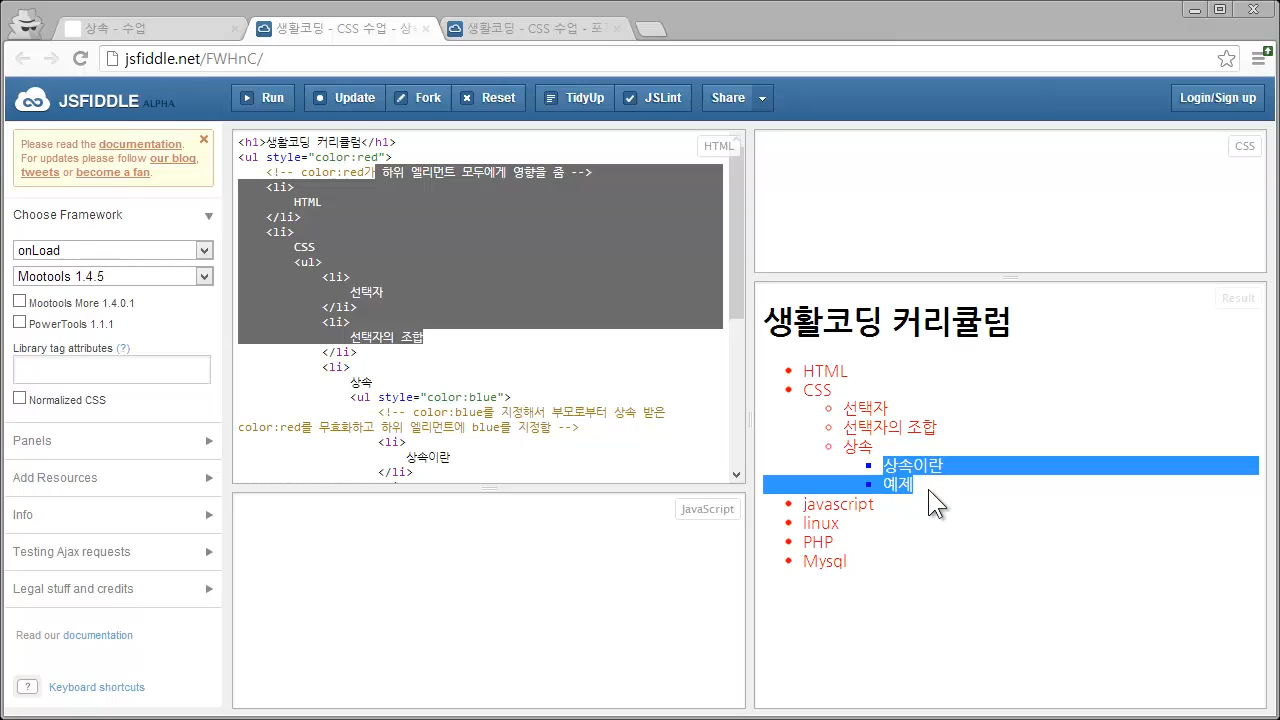 상속 - 수업
생활코딩 - CSS 수업 - 상
생활코딩 - CSS 수업 - 포
jsfiddle.net/FWHnC/
JSFIDDLE ALPHA
Run
Update
Fork
Reset
TidyUp
JSLint
Share
Login/Sign up
Please read the documentation.
For updates please follow our blog,
tweets or become a fan.
Choose Framework
onLoad
Mootools 1.4.5
Mootools More 1.4.0.1
PowerTools 1.1.1
Library tag attributes (?)
Normalized CSS
Panels
Add Resources
Info
Testing Ajax requests
Legal stuff and credits
Read our documentation
? Keyboard shortcuts
HTML
<h1>생활코딩 커리큘럼</h1>
<ul style="color:red">
<!-- color:red가 하위 엘리먼트 모두에게 영향을 줌 -->
<li>
HTML
</li>
<li>
CSS
<ul>
<li>
선택자
</li>
<li>
선택자의 조합
</li>
<li>
상속
<ul style="color:blue">
<!-- color:blue를 지정해서 부모로부터 상속 받은
color:red를 무효화하고 하위 엘리먼트에 blue를 지정함 -->
<li>
상속이란
</li>
JavaScript
CSS
Result
생활코딩 커리큘럼
HTML
CSS
선택자
선택자의 조합
상속
상속이란
예제
javascript
linux
PHP
Mysql